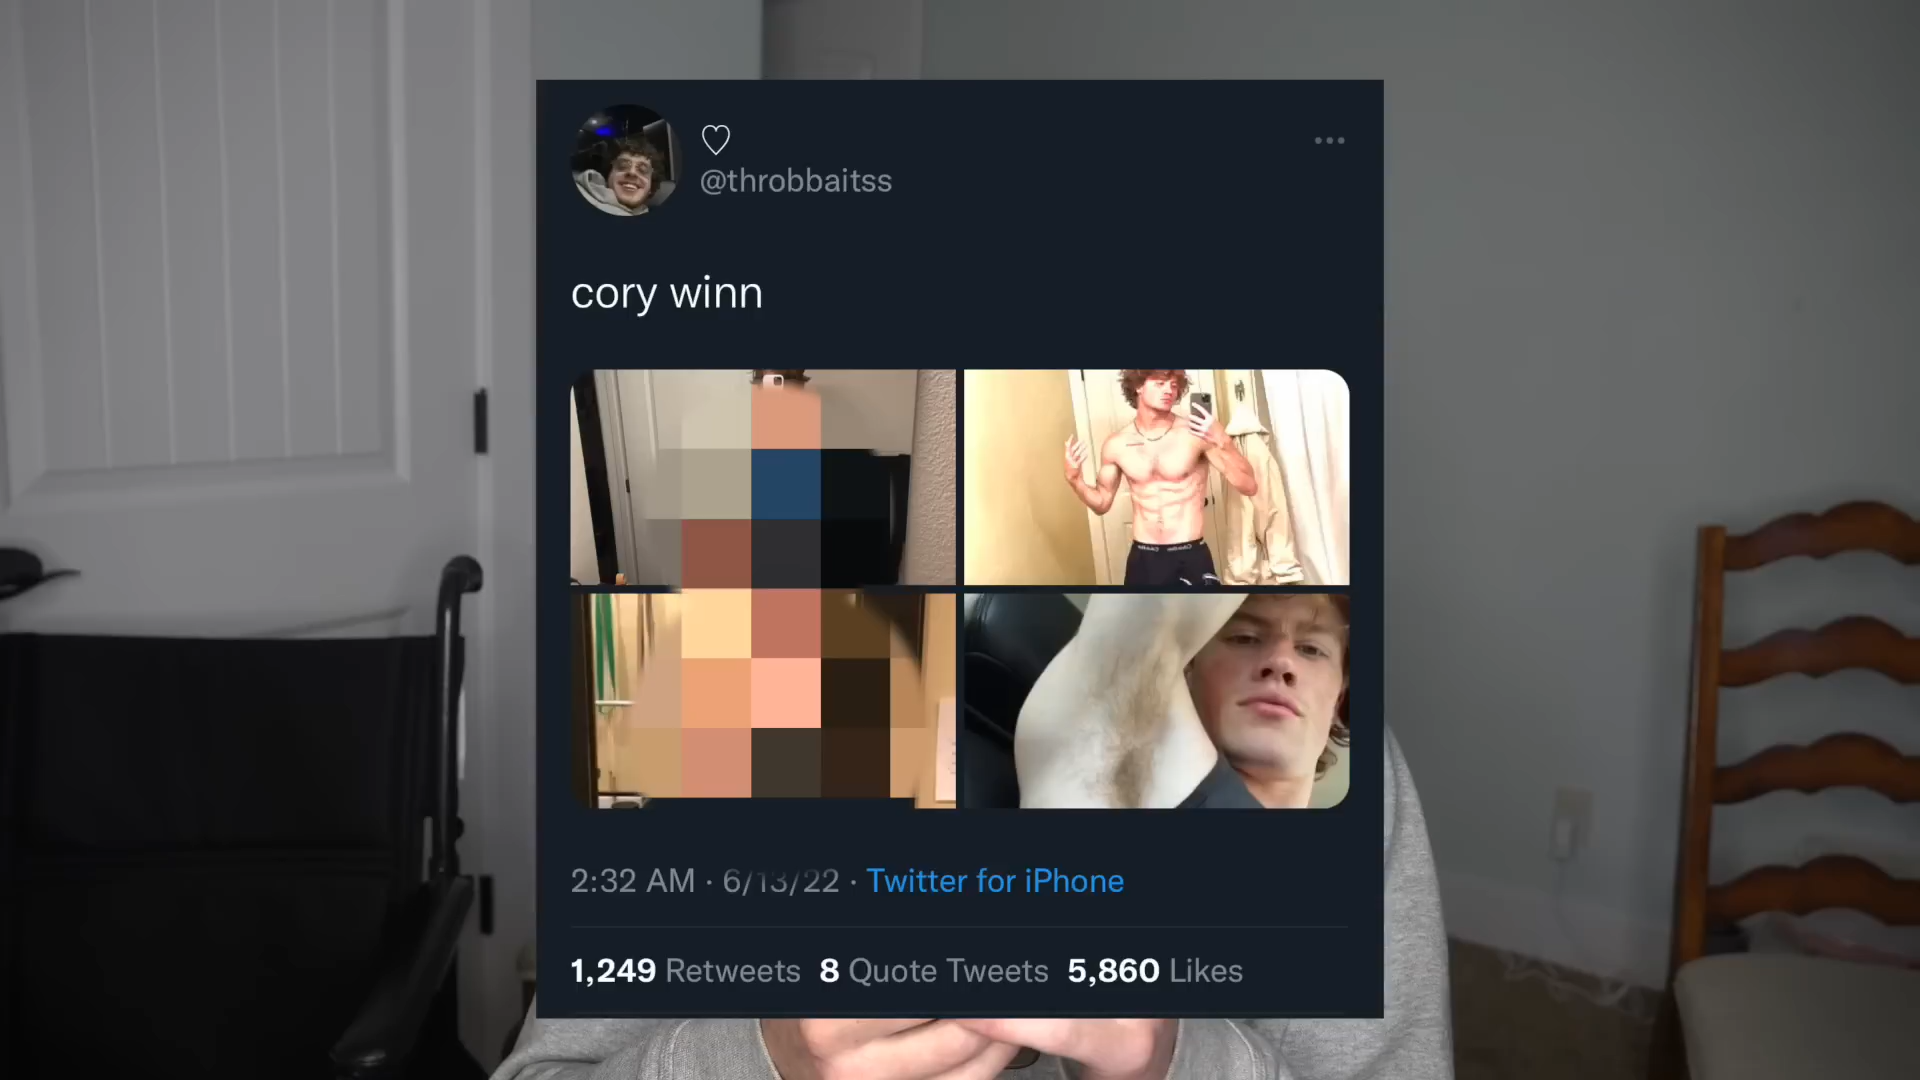 ♡
@throbbaitss
cory winn
2:32 AM · 6/13/22 · Twitter for iPhone
1,249 Retweets 8 Quote Tweets 5,860 Likes